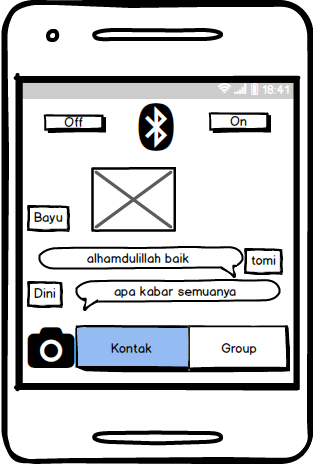 18:41
Off
On
Bayu
alhamdulillah baik
tomi
Dini
apa kabar semuanya
Kontak
Group